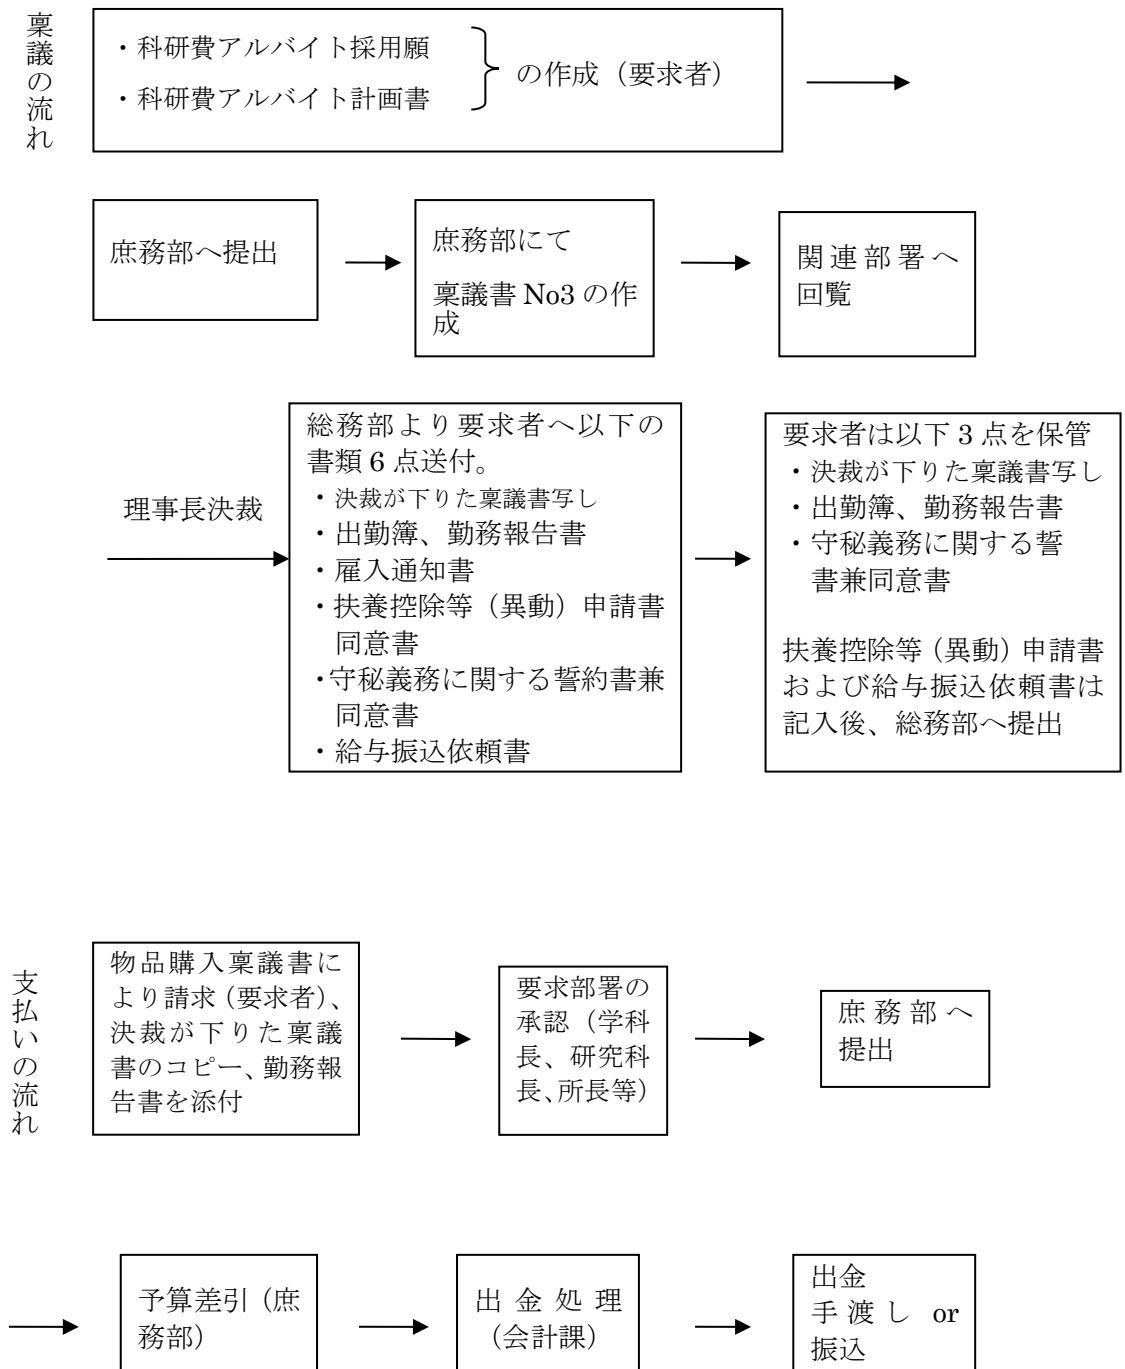 稟議の流れ
・科研費アルバイト採用願
・科研費アルバイト計画書
の作成（要求者）
庶務部へ提出
庶務部にて
稟議書 No3 の作
成
関連部署へ
回覧
理事長決裁
総務部より要求者へ以下の
書類 6 点送付。
・決裁が下りた稟議書写し
・出勤簿、勤務報告書
・雇入通知書
・扶養控除等（異動）申請書
同意書
・守秘義務に関する誓約書兼
同意書
・給与振込依頼書
要求者は以下 3 点を保管
・決裁が下りた稟議書写し
・出勤簿、勤務報告書
・守秘義務に関する誓
書兼同意書
扶養控除等（異動）申請書
および給与振込依頼書は
記入後、総務部へ提出
支払いの流れ
物品購入稟議書に
より請求（要求者）、
決裁が下りた稟議
書のコピー、勤務報
告書を添付
要求部署の
承認（学科
長、研究科
長、所長等）
庶務部へ
提出
予算差引（庶
務部）
出金処理
（会計課）
出金
手渡し or
振込